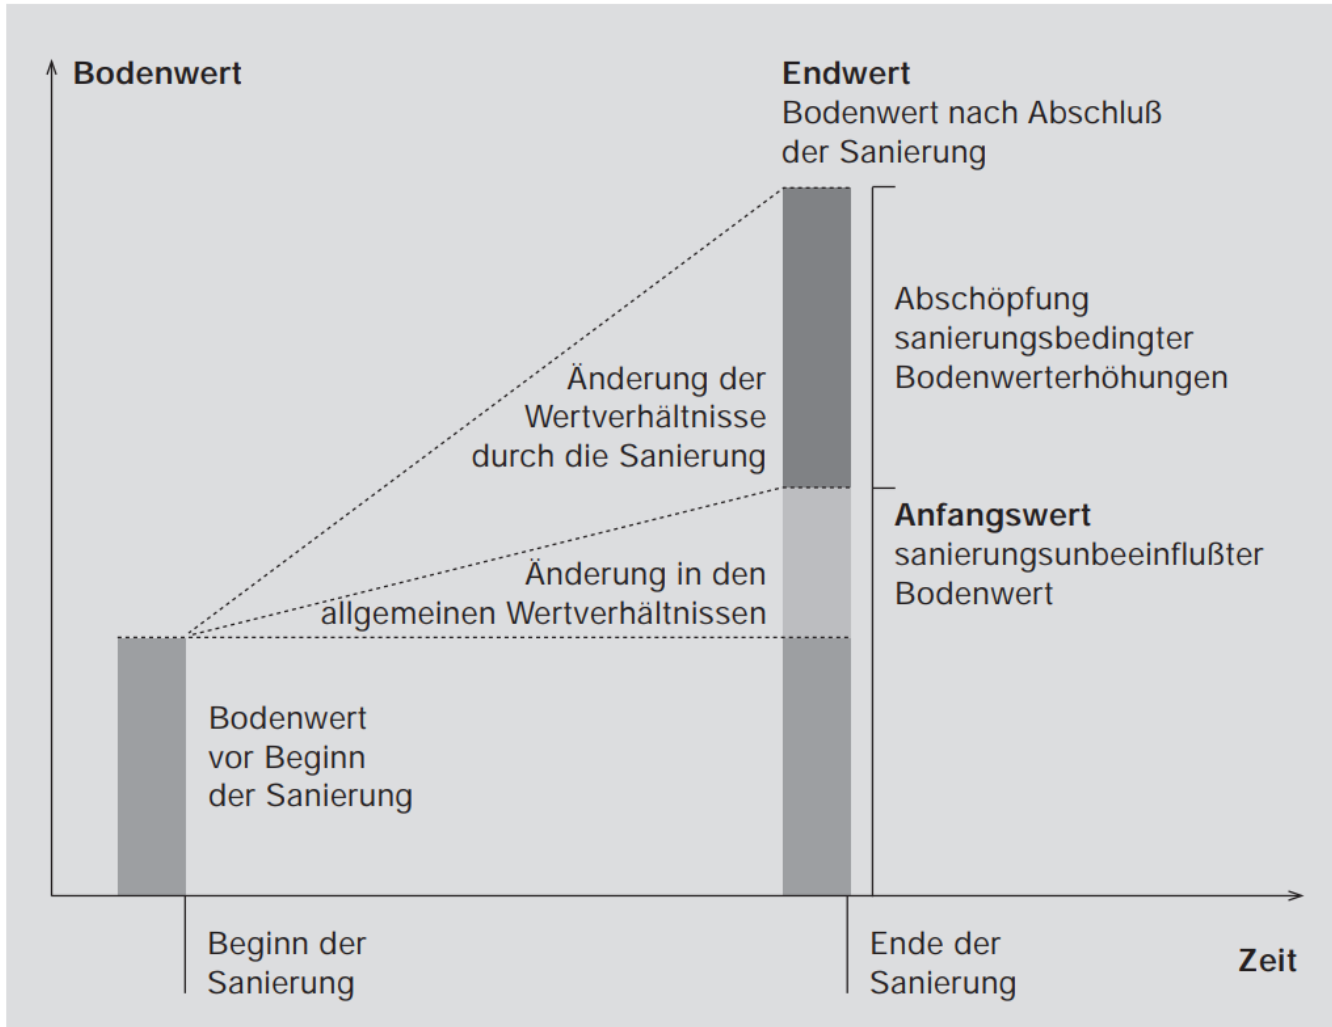 Bodenwert
Endwert
Bodenwert nach Abschluß
der Sanierung
Abschöpfung
sanierungsbedingter
Bodenwerterhöhungen
Änderung der
Wertverhältnisse
durch die Sanierung
Anfangswert
sanierungsunbeeinflußter
Bodenwert
Änderung in den
allgemeinen Wertverhältnissen
Bodenwert
vor Beginn
der Sanierung
Beginn der
Sanierung
Ende der
Sanierung
Zeit